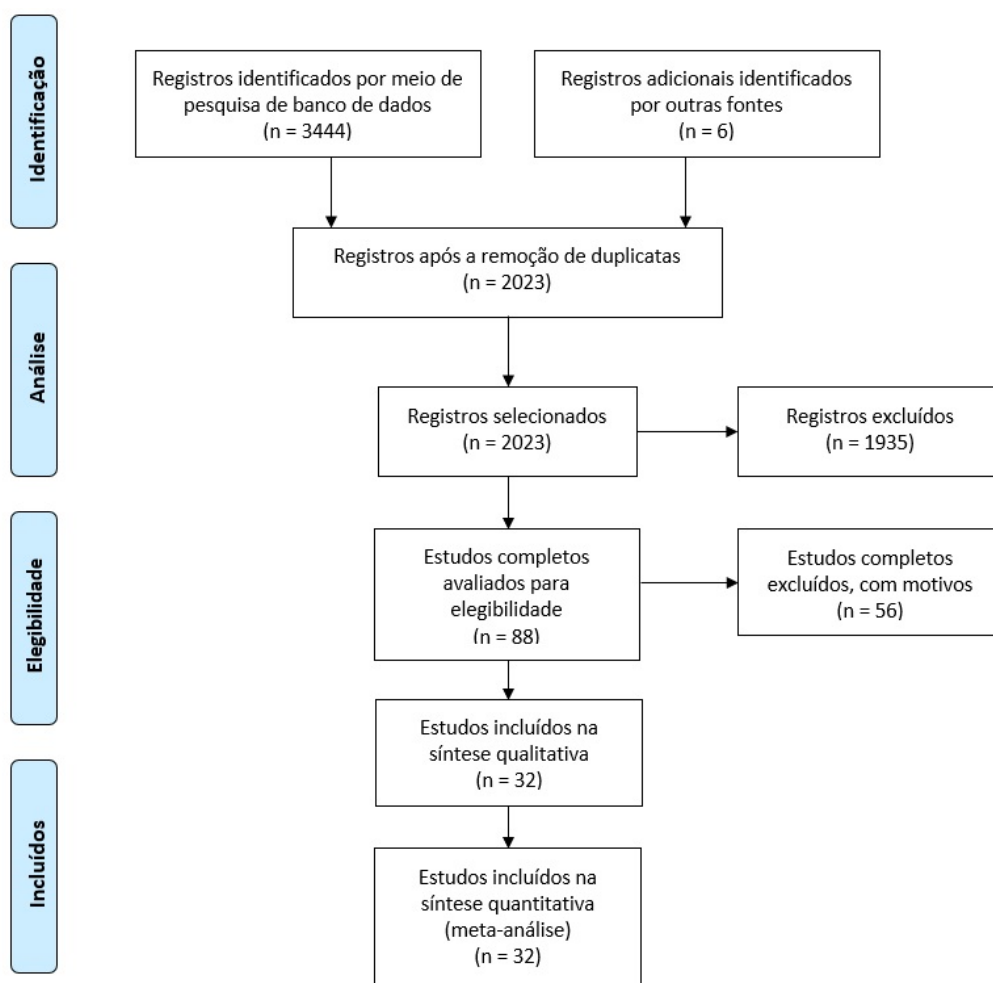 Identificação
Registros identificados por meio de
pesquisa de banco de dados
(n = 3444)
Registros adicionais identificados
por outras fontes
(n = 6)
Registros após a remoção de duplicatas
(n = 2023)
Análise
Registros selecionados
(n = 2023)
Registros excluídos
(n = 1935)
Elegibilidade
Estudos completos
avaliados para
elegibilidade
(n = 88)
Estudos completos
excluídos, com motivos
(n = 56)
Estudos incluídos na
síntese qualitativa
(n = 32)
Incluídos
Estudos incluídos na
síntese quantitativa
(meta-análise)
(n = 32)